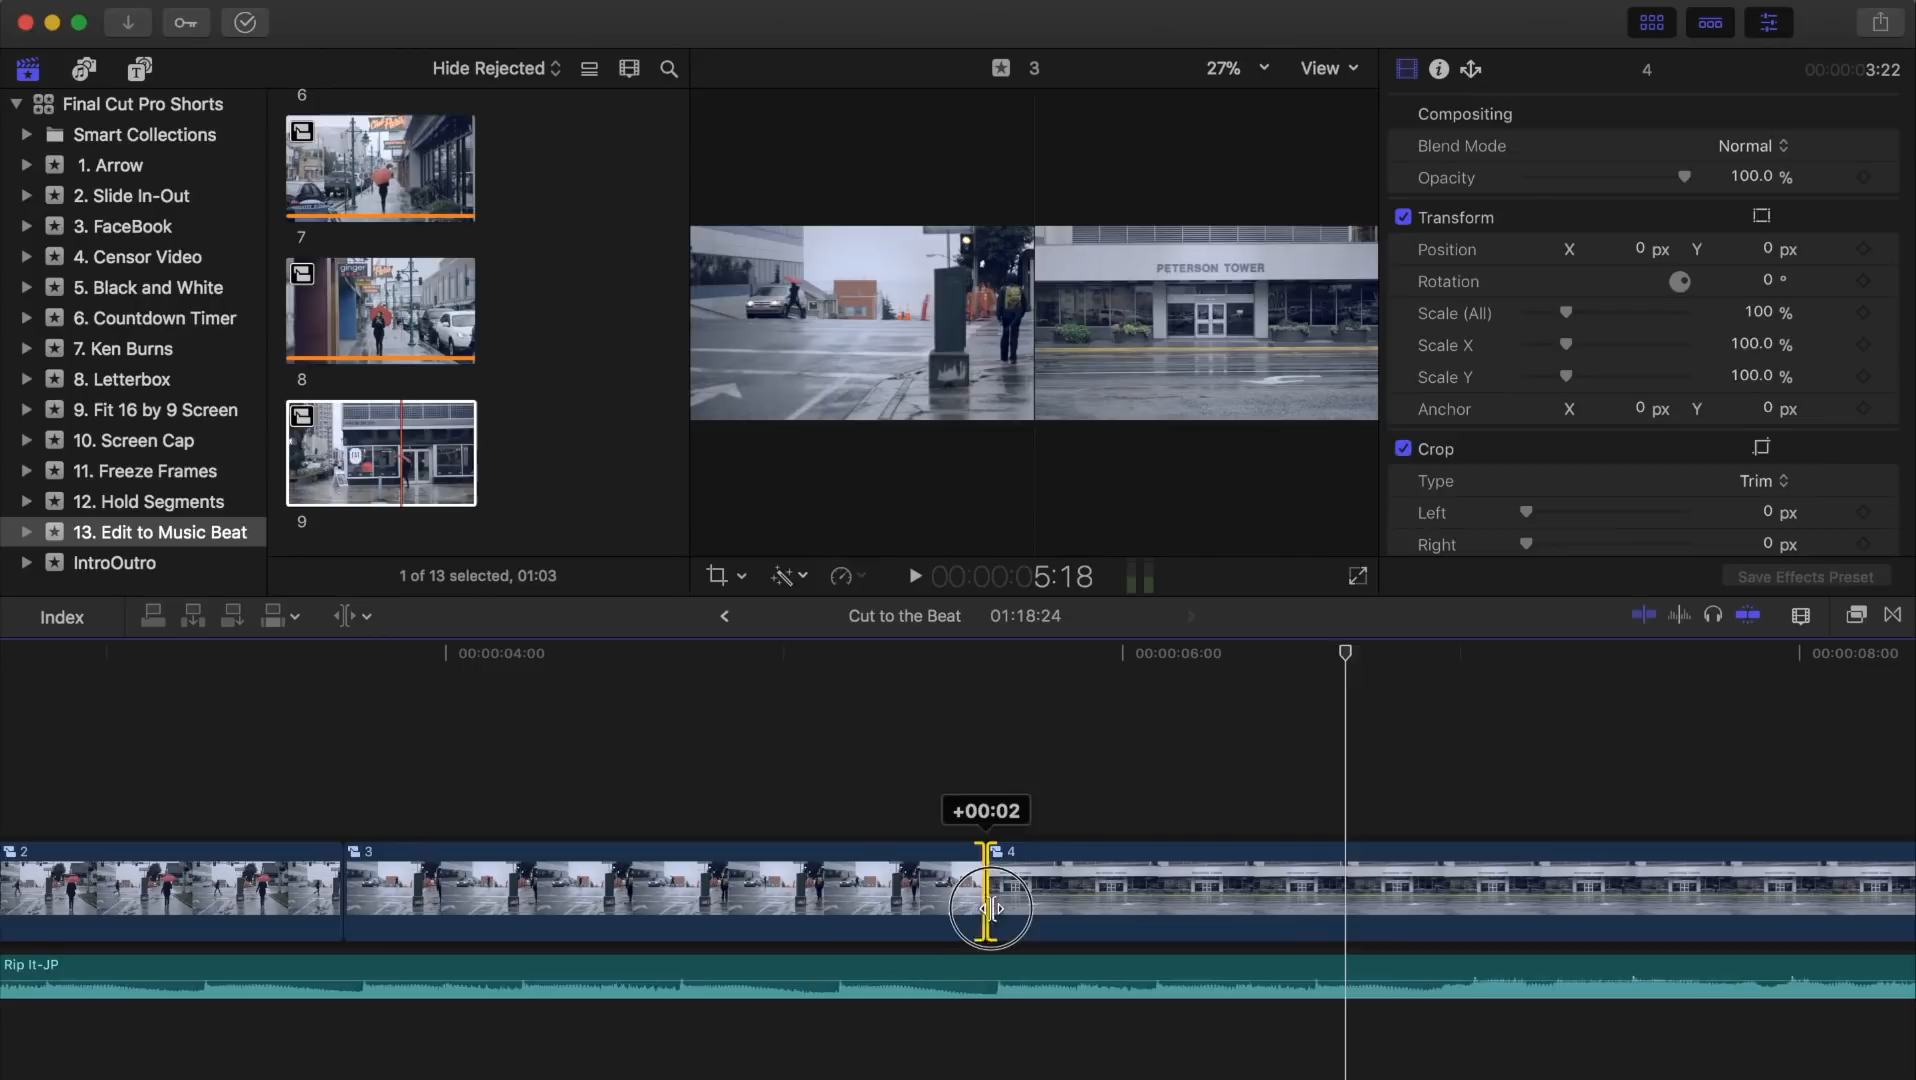 Hide Rejected
3
27%
View
4
00:00:03:22
Final Cut Pro Shorts
Smart Collections
1. Arrow
2. Slide In-Out
3. FaceBook
4. Censor Video
5. Black and White
6. Countdown Timer
7. Ken Burns
8. Letterbox
9. Fit 16 by 9 Screen
10. Screen Cap
11. Freeze Frames
12. Hold Segments
13. Edit to Music Beat
IntroOutro
6
7
ginger
8
9
1 of 13 selected, 01:03
PETERSON TOWER
00:00:05:18
Compositing
Blend Mode Normal
Opacity 100.0 %
Transform
Position X 0 px Y 0 px
Rotation 0 °
Scale (All) 100 %
Scale X 100.0 %
Scale Y 100.0 %
Anchor X 0 px Y 0 px
Crop
Type Trim
Left 0 px
Right 0 px
Save Effects Preset
Index
Cut to the Beat 01:18:24
00:00:04:00
00:00:06:00
00:00:08:00
+00:02
2
3
4
Rip It-JP